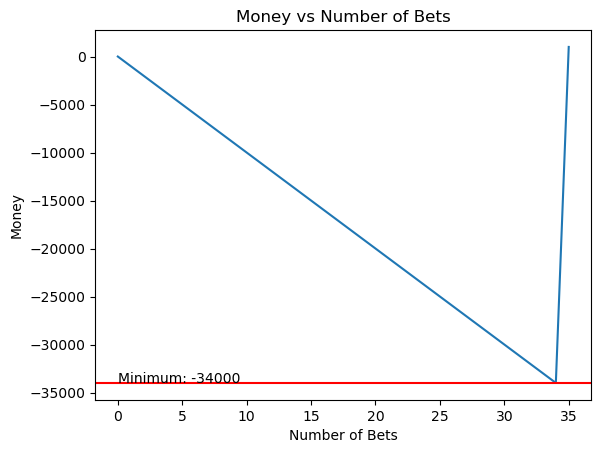 Money vs Number of Bets
Money
0
−5000
−10000
−15000
−20000
−25000
−30000
−35000
Minimum: -34000
0 5 10 15 20 25 30 35
Number of Bets